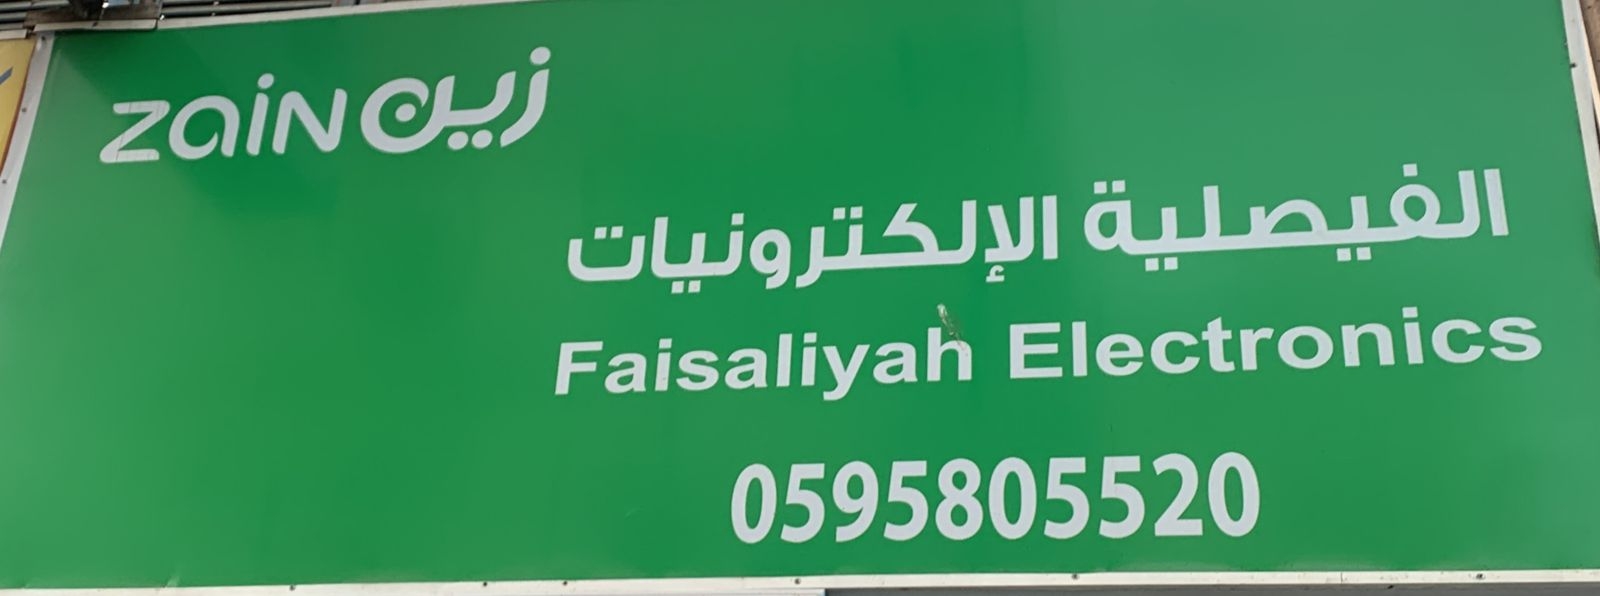 zain زين
الفيصلية الإلكترونيات
Faisaliyah Electronics
0595805520